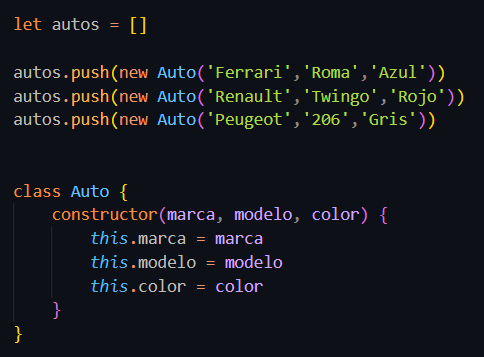 let autos = []
autos.push(new Auto('Ferrari','Roma','Azul'))
autos.push(new Auto('Renault','Twingo','Rojo'))
autos.push(new Auto('Peugeot','206','Gris'))
class Auto {
    constructor(marca, modelo, color) {
        this.marca = marca
        this.modelo = modelo
        this.color = color
    }
}